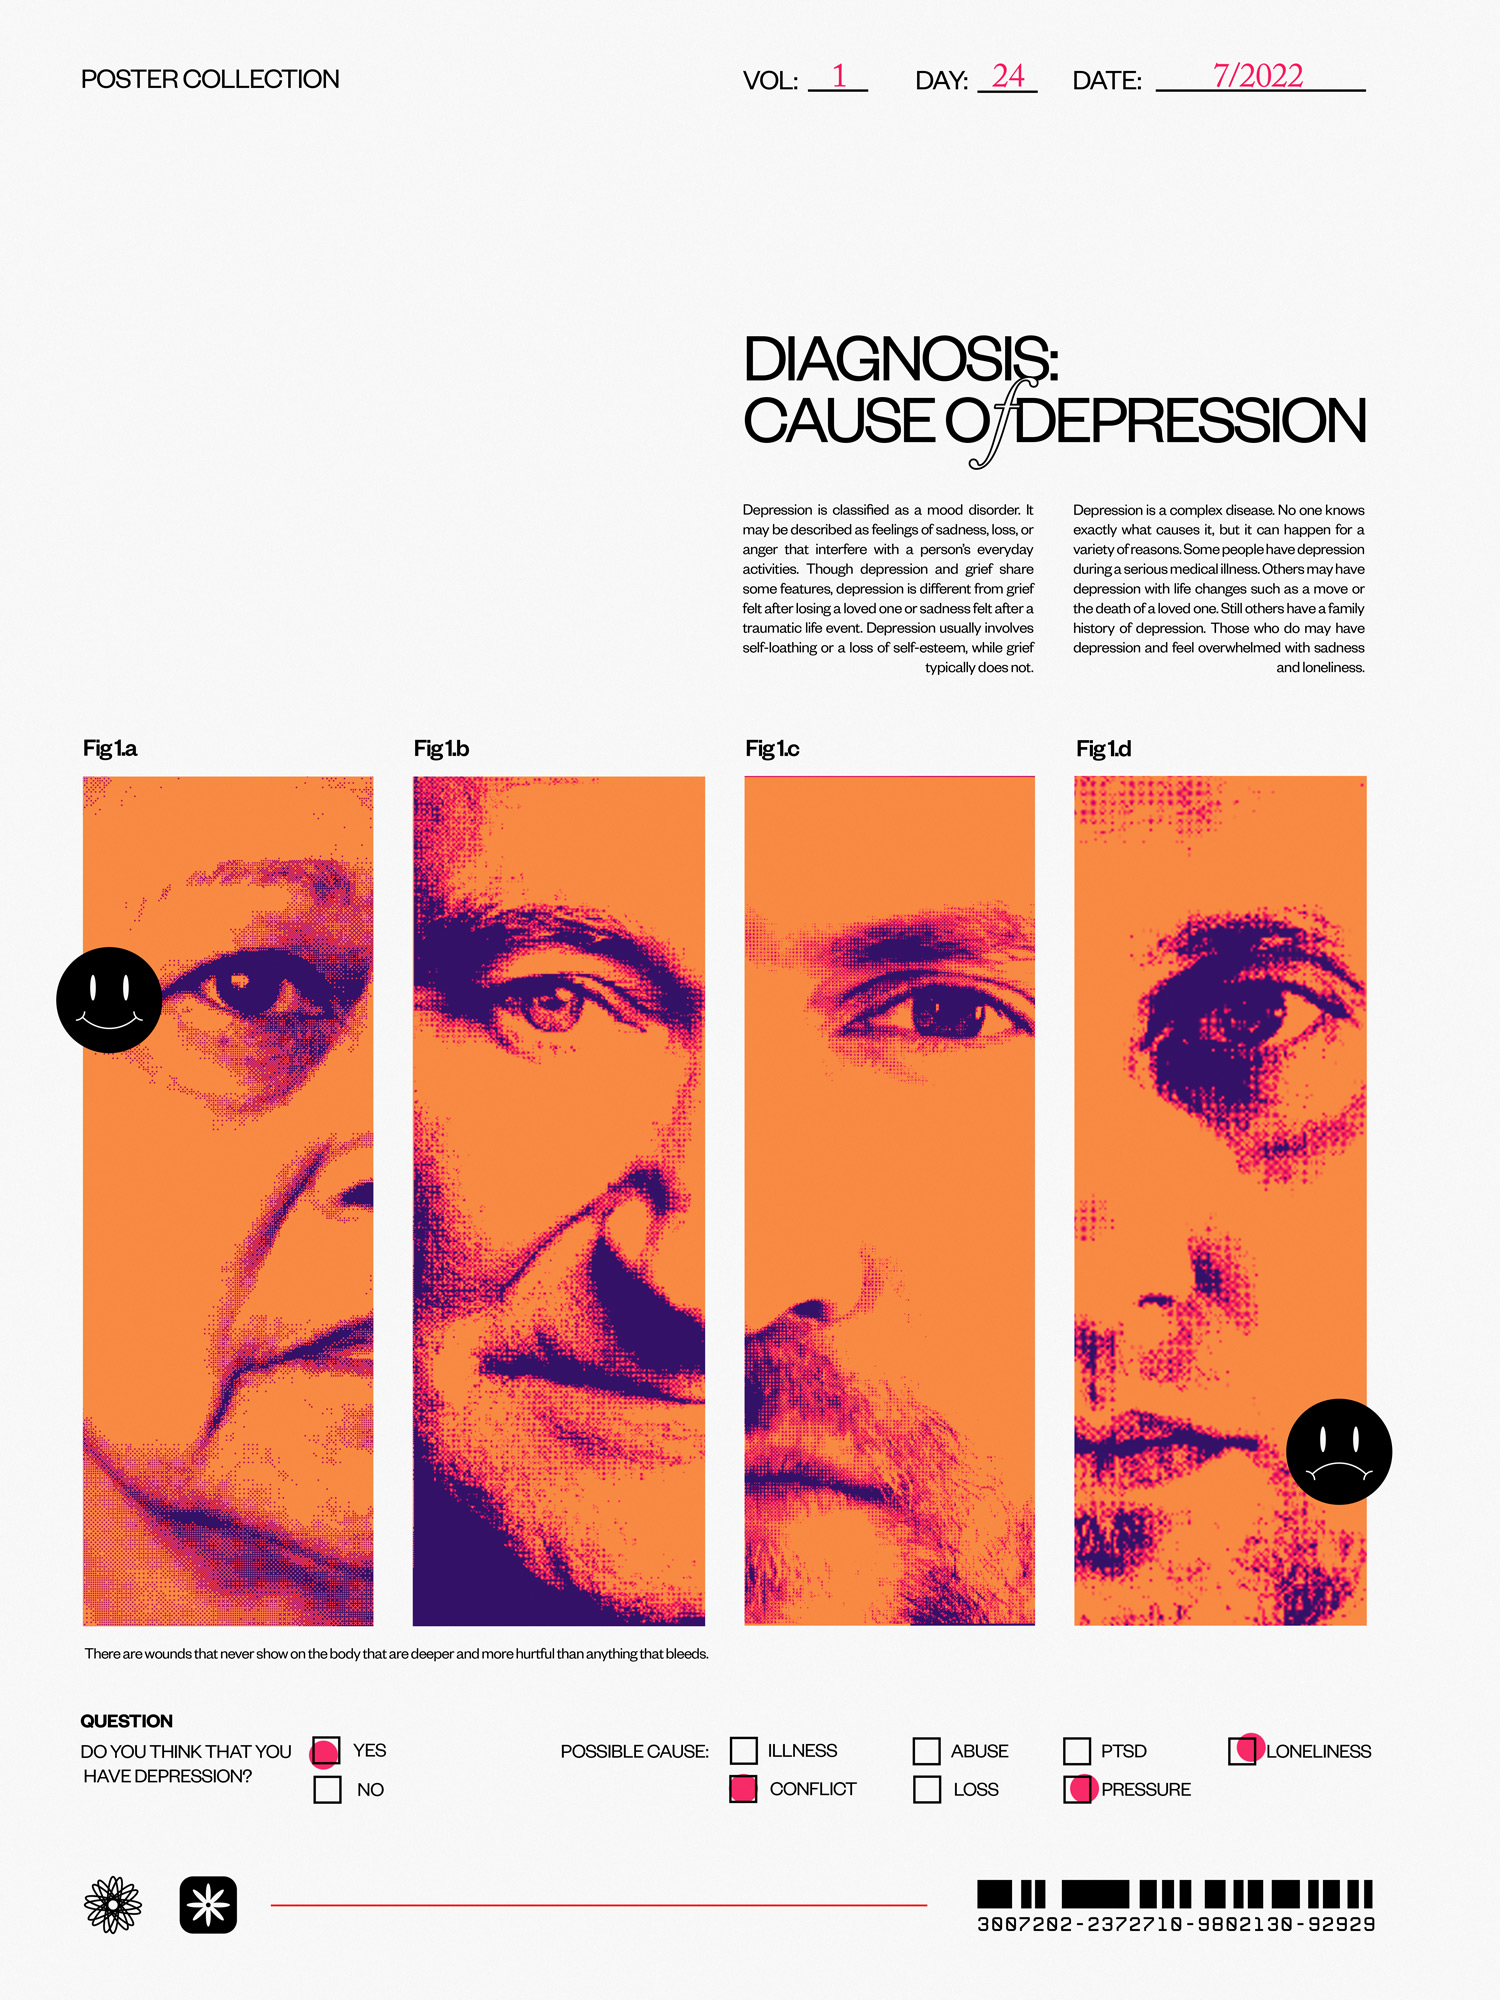 POSTER COLLECTION
VOL: 1 DAY: 24 DATE: 7/2022
DIAGNOSIS:
CAUSE Of DEPRESSION
Depression is classified as a mood disorder. It
may be described as feelings of sadness, loss, or
anger that interfere with a person's everyday
activities. Though depression and grief share
some features, depression is different from grief
felt after losing a loved one or sadness felt after a
traumatic life event. Depression usually involves
self-loathing or a loss of self-esteem, while grief
typically does not.
Depression is a complex disease. No one knows
exactly what causes it, but it can happen for a
variety of reasons. Some people have depression
during a serious medical illness. Others may have
depression with life changes such as a move or
the death of a loved one. Still others have a family
history of depression. Those who do may have
depression and feel overwhelmed with sadness
and loneliness.
Fig1.a
Fig1.b
Fig1.c
Fig1.d
There are wounds that never show on the body that are deeper and more hurtful than anything that bleeds.
QUESTION
DO YOU THINK THAT YOU
HAVE DEPRESSION?
YES
NO
POSSIBLE CAUSE:
ILLNESS
ABUSE
PTSD
LONELINESS
CONFLICT
LOSS
PRESSURE
3007202-2372710-9802130-92929